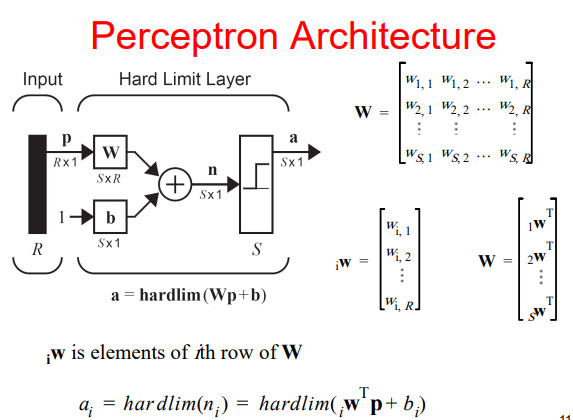 Perceptron Architecture
Input Hard Limit Layer
p
R x 1
W
S x R
1
b
S x 1
+
n
S x 1
a
S x 1
R
S
a = hardlim(Wp+b)
W =
w1, 1 w1, 2 ⋯ w1, R
w2, 1 w2, 2 ⋯ w2, R
⋮ ⋮ ⋮
wS, 1 wS, 2 ⋯ wS, R
iw =
wi, 1
wi, 2
⋮
wi, R
W =
1wT
2wT
⋮
SwT
iw is elements of ith row of W
ai = hardlim(ni) = hardlim(iwTp + bi)